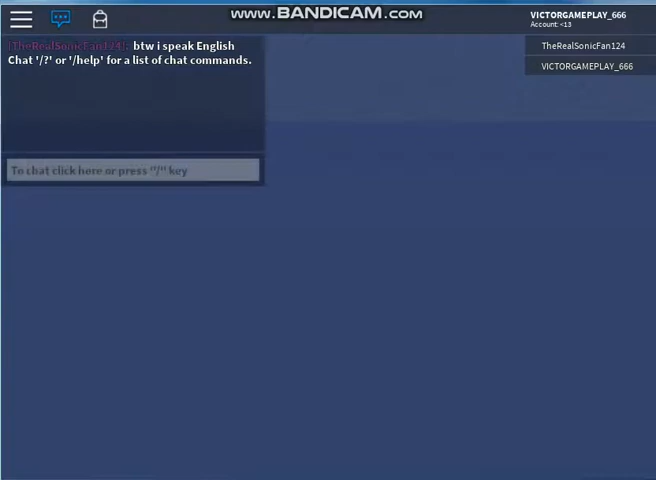 www.BANDICAM.com
VICTORGAMEPLAY_666
Account: <13
TheRealSonicFan124
VICTORGAMEPLAY_666
[TheRealSonicFan124]: btw i speak English
Chat '/?' or '/help' for a list of chat commands.
To chat click here or press "/" key